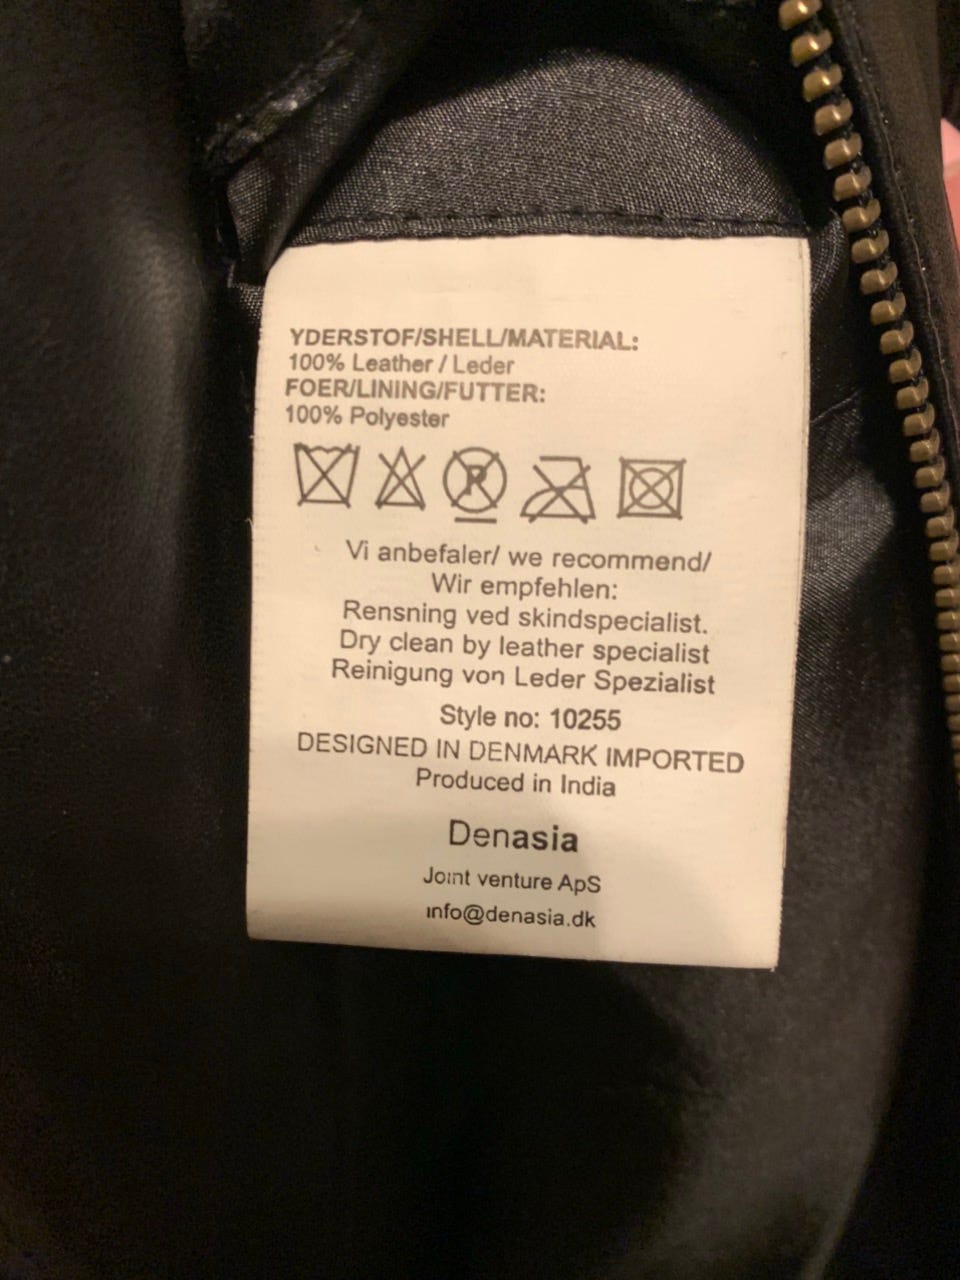 YDERSTOF/SHELL/MATERIAL:
100% Leather / Leder
FOER/LINING/FUTTER:
100% Polyester
P
Vi anbefaler/ we recommend/
Wir empfehlen:
Rensning ved skindspecialist.
Dry clean by leather specialist
Reinigung von Leder Spezialist
Style no: 10255
DESIGNED IN DENMARK IMPORTED
Produced in India
Denasia
Joint venture ApS
info@denasia.dk